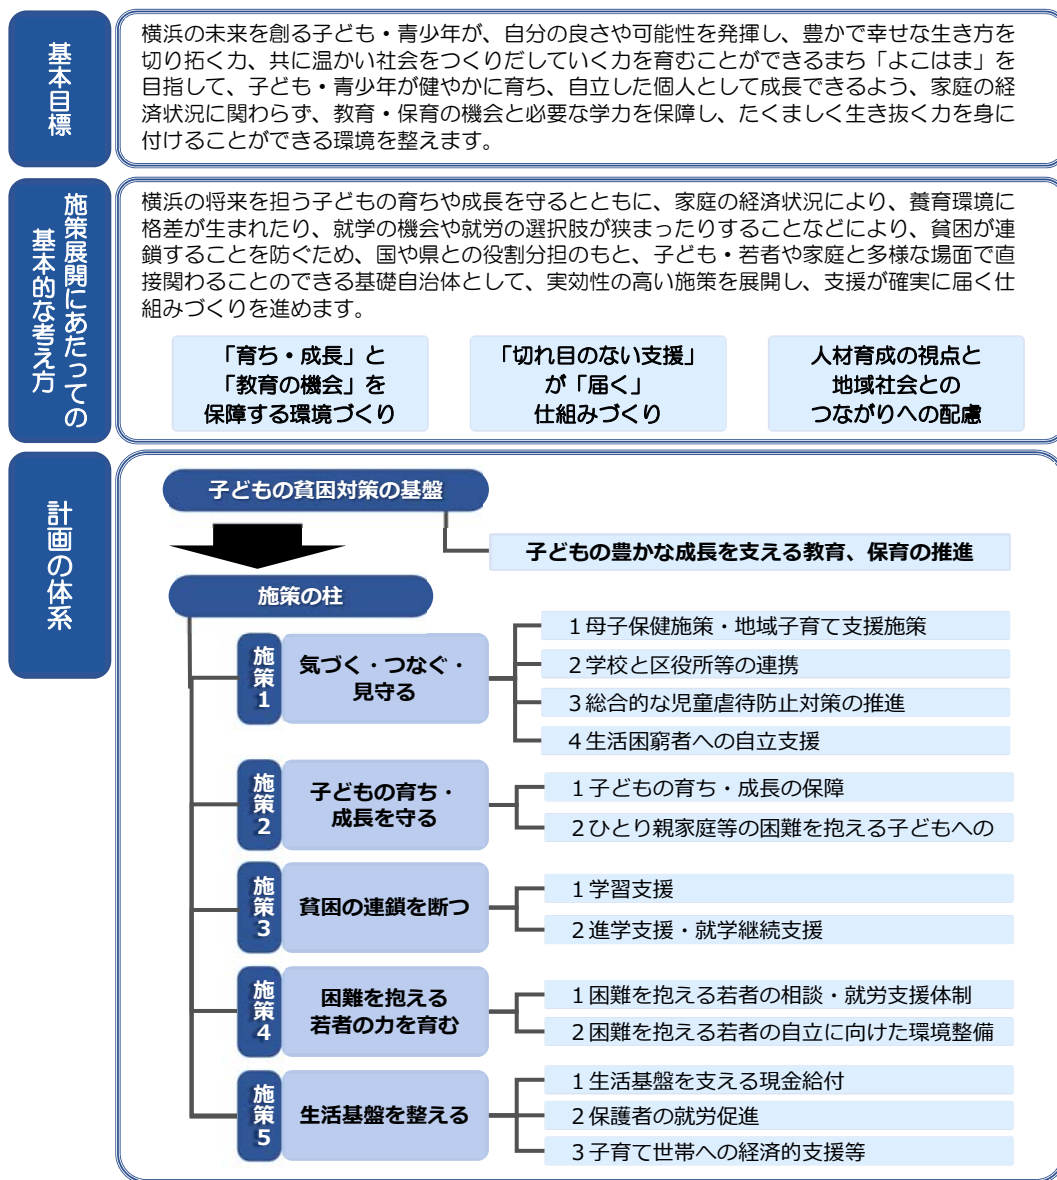 基本目標
横浜の未来を創る子ども・青少年が、自分の良さや可能性を発揮し、豊かで幸せな生き方を
切り拓く力、共に温かい社会をつくりだしていく力を育むことができるまち「よこはま」を
目指して、子ども・青少年が健やかに育ち、自立した個人として成長できるよう、家庭の経
済状況に関わらず、教育・保育の機会と必要な学力を保障し、たくましく生き抜く力を身に
付けることができる環境を整えます。
施策展開にあたっての
基本的な考え方
横浜の将来を担う子どもの育ちや成長を守るとともに、家庭の経済状況により、養育環境に
格差が生まれたり、就学の機会や就労の選択肢が狭まったりすることなどにより、貧困が連
鎖することを防ぐため、国や県との役割分担のもと、子ども・若者や家庭と多様な場面で直
接関わることのできる基礎自治体として、実効性の高い施策を展開し、支援が確実に届く仕
組みづくりを進めます。
「育ち・成長」と
「教育の機会」を
保障する環境づくり
「切れ目のない支援」
が「届く」
仕組みづくり
人材育成の視点と
地域社会との
つながりへの配慮
計画の体系
子どもの貧困対策の基盤
子どもの豊かな成長を支える教育、保育の推進
施策の柱
施策1
気づく・つなぐ・
見守る
1母子保健施策・地域子育て支援施策
2学校と区役所等の連携
3総合的な児童虐待防止対策の推進
4生活困窮者への自立支援
施策2
子どもの育ち・
成長を守る
1子どもの育ち・成長の保障
2ひとり親家庭等の困難を抱える子どもへの
施策3
貧困の連鎖を断つ
1学習支援
2進学支援・就学継続支援
施策4
困難を抱える
若者の力を育む
1困難を抱える若者の相談・就労支援体制
2困難を抱える若者の自立に向けた環境整備
施策5
生活基盤を整える
1生活基盤を支える現金給付
2保護者の就労促進
3子育て世帯への経済的支援等